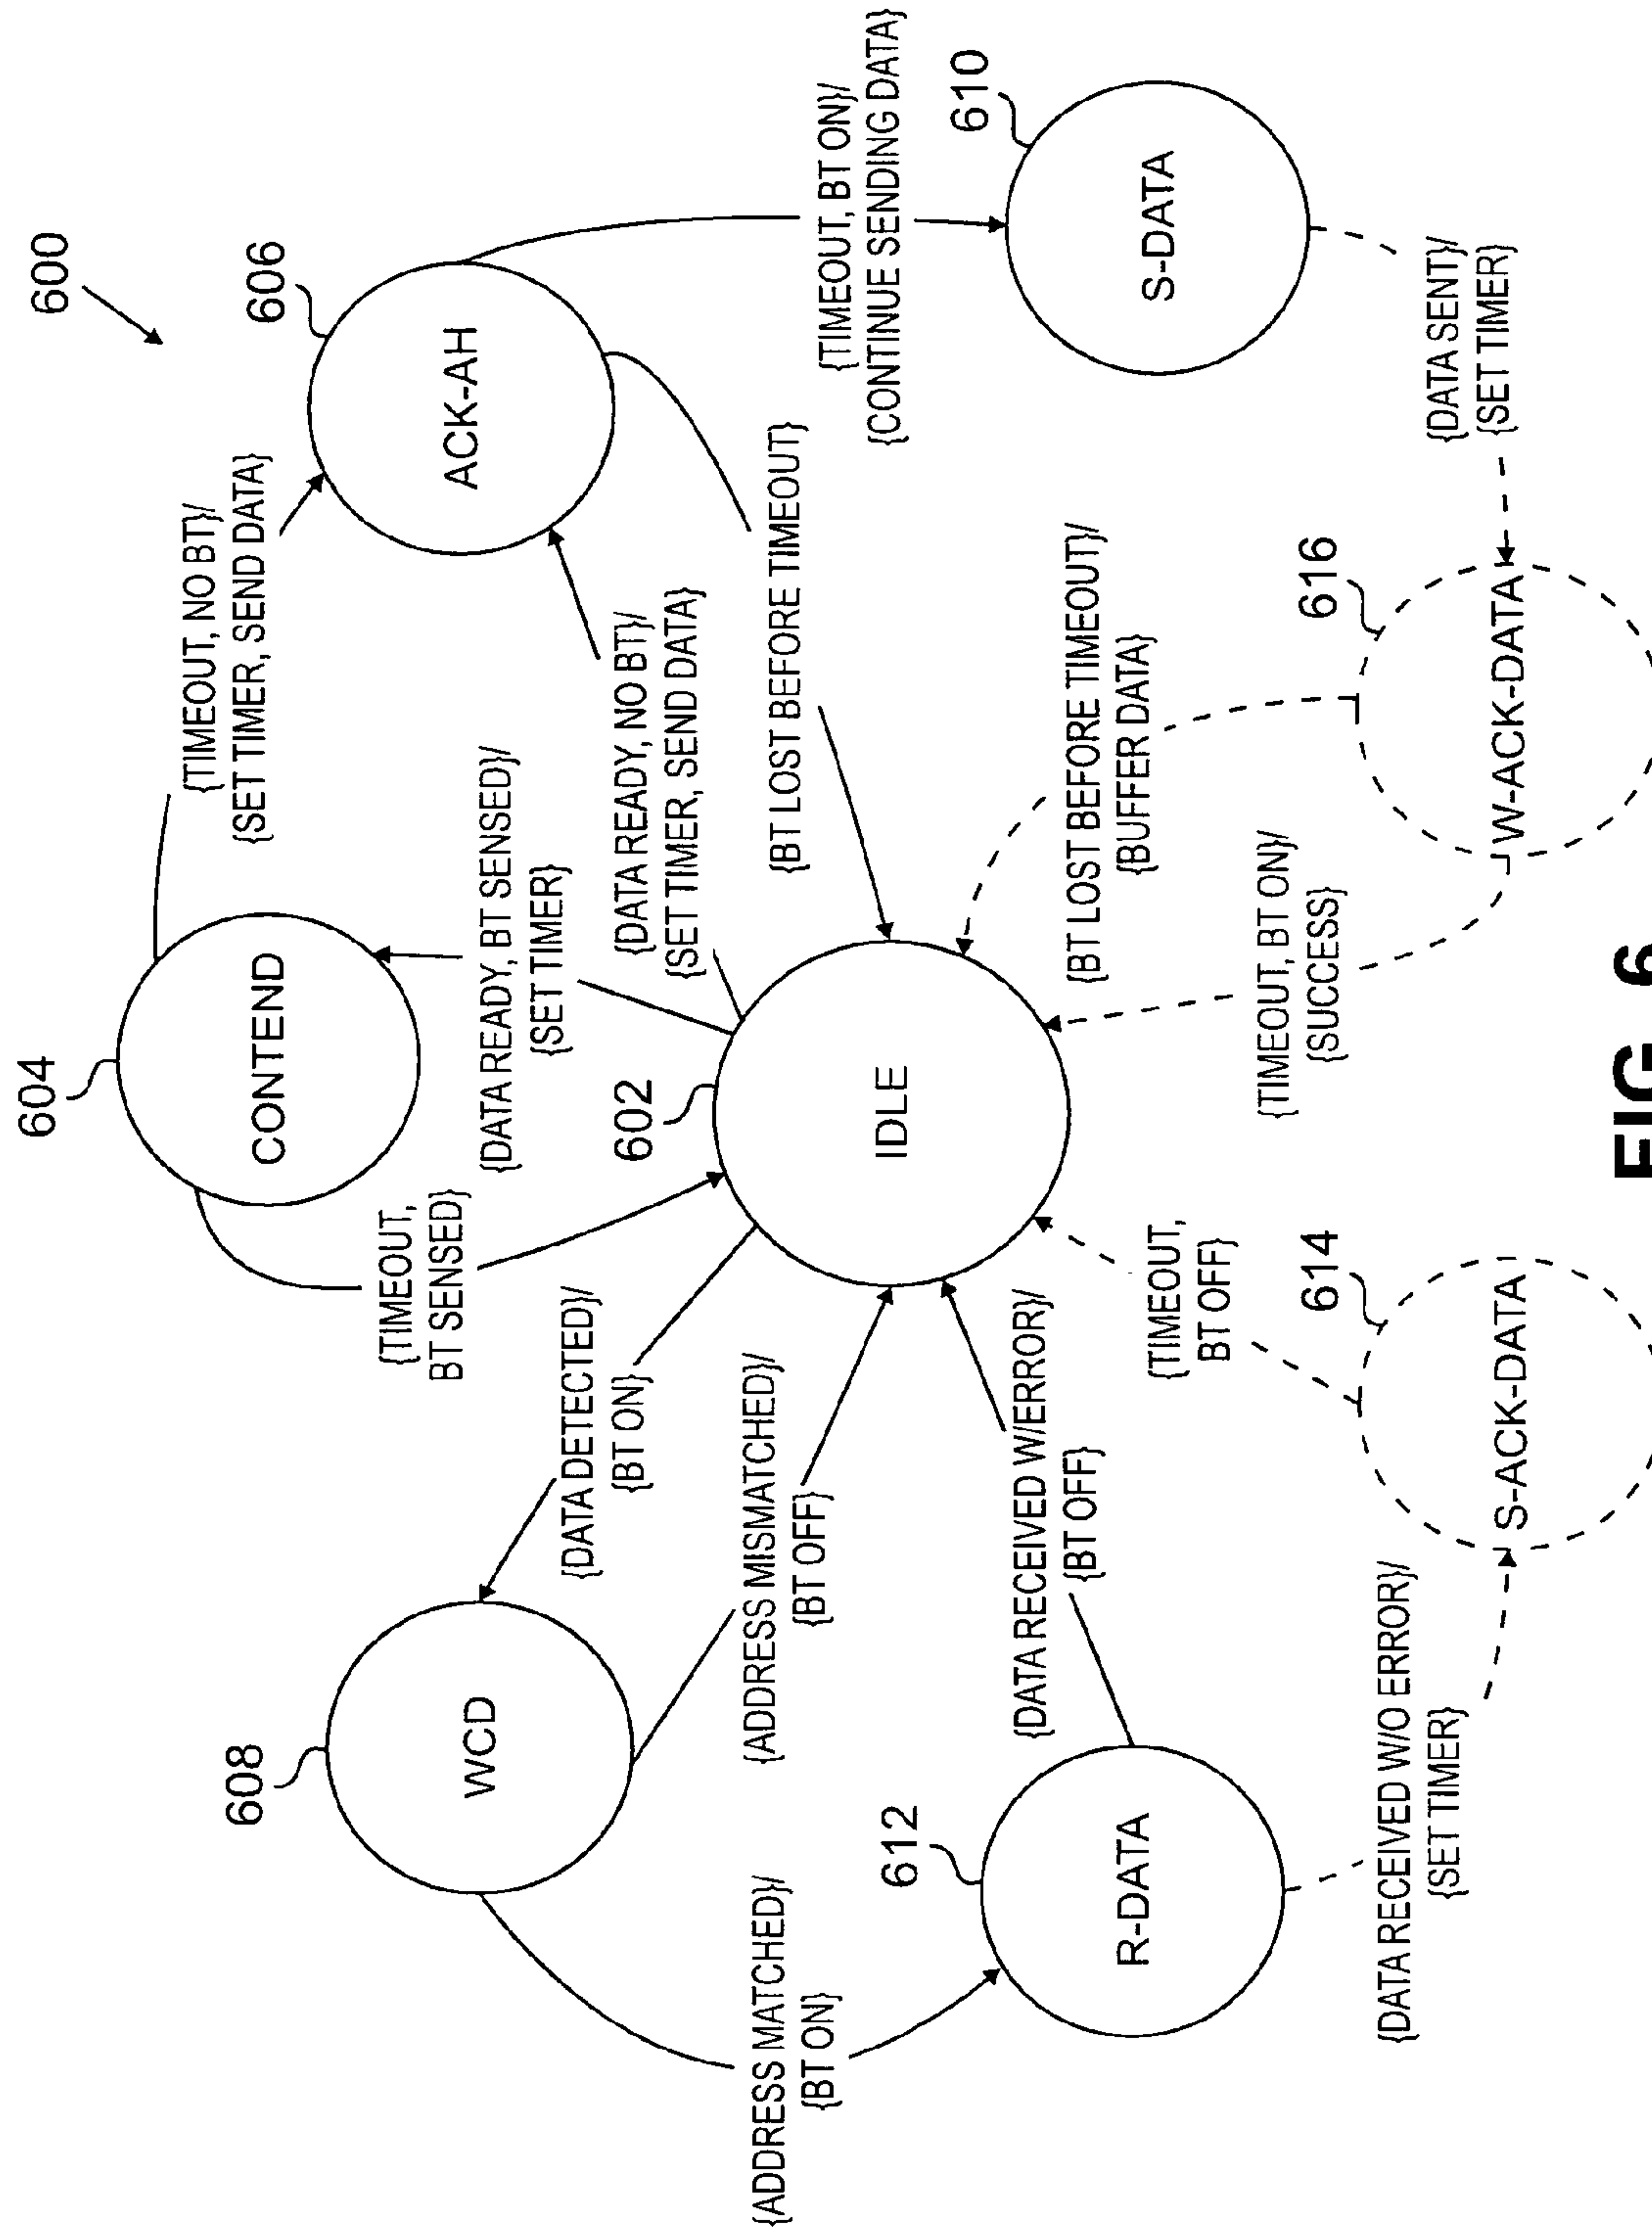 600
604
CONTEND
606
ACK-AH
{TIMEOUT, NO BT}/
{SET TIMER, SEND DATA}
608
WCD
{TIMEOUT,
BT SENSED}
{DATA READY, BT SENSED}/
{SET TIMER}
{DATA DETECTED}/
{BT ON}
602
IDLE
{DATA READY, NO BT}/
{SET TIMER, SEND DATA}
{BT LOST BEFORE TIMEOUT}
{TIMEOUT, BT ON}/
{CONTINUE SENDING DATA}
{ADDRESS MATCHED}/
{BT ON}
{ADDRESS MISMATCHED}/
{BT OFF}
612
R-DATA
610
S-DATA
{DATA RECEIVED W/ERROR}/
{BT OFF}
{TIMEOUT,
BT OFF}
{BT LOST BEFORE TIMEOUT}/
{BUFFER DATA}
{TIMEOUT, BT ON}/
{SUCCESS}
{DATA RECEIVED W/O ERROR}/
{SET TIMER}
614
S-ACK-DATA
616
W-ACK-DATA
{DATA SENT}/
{SET TIMER}
FIG. 6